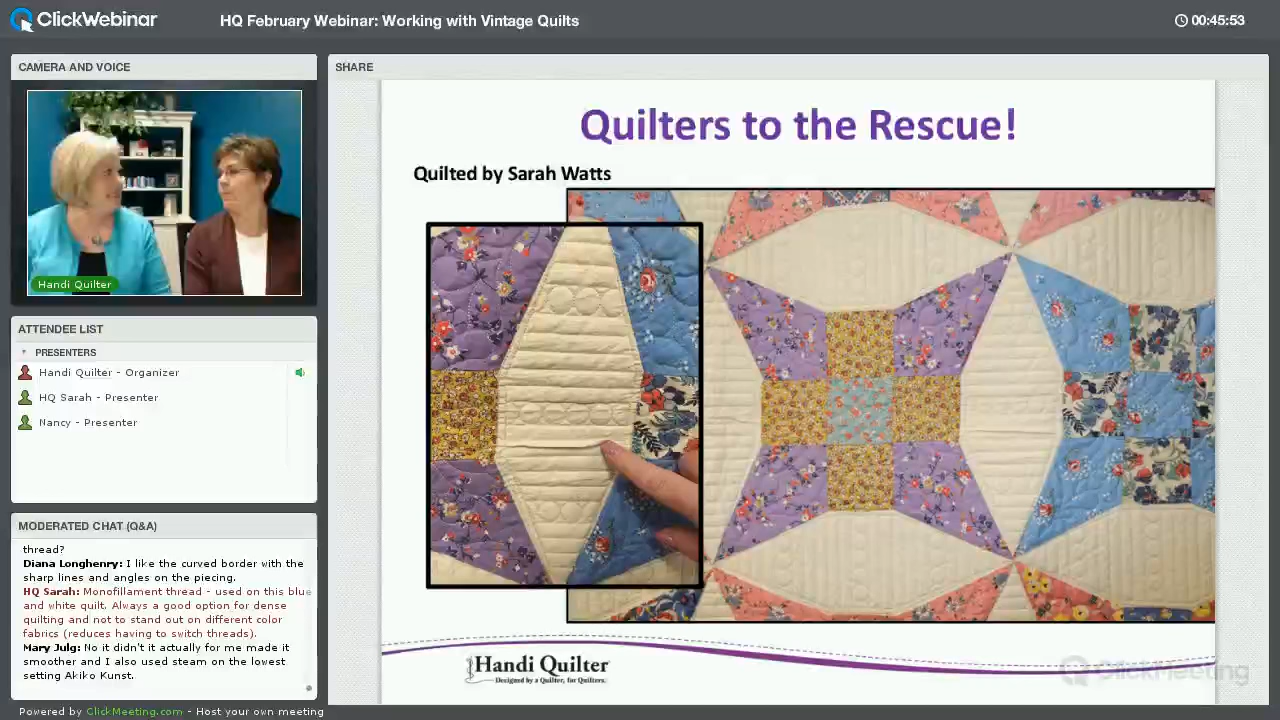 ClickWebinar
HQ February Webinar: Working with Vintage Quilts
00:45:53
CAMERA AND VOICE
Handi Quilter
ATTENDEE LIST
PRESENTERS
Handi Quilter - Organizer
HQ Sarah - Presenter
Nancy - Presenter
MODERATED CHAT (Q&A)
thread?
Diana Longhenry: I like the curved border with the
sharp lines and angles on the piecing.
HQ Sarah: Monofillament thread - used on this blue
and white quilt. Always a good option for dense
quilting and not to stand out on different color
fabrics (reduces having to switch threads).
No it didn't it actually for me made it
smoother and I use the trim on the lowest
setting Akiko Kunst.
Powered by ClickMeeting.com - Host your own meeting
SHARE
Quilters to the Rescue!
Quilted by Sarah Watts
Handi Quilter
Designed by a Quilter, for Quilters.
ClickMeeting